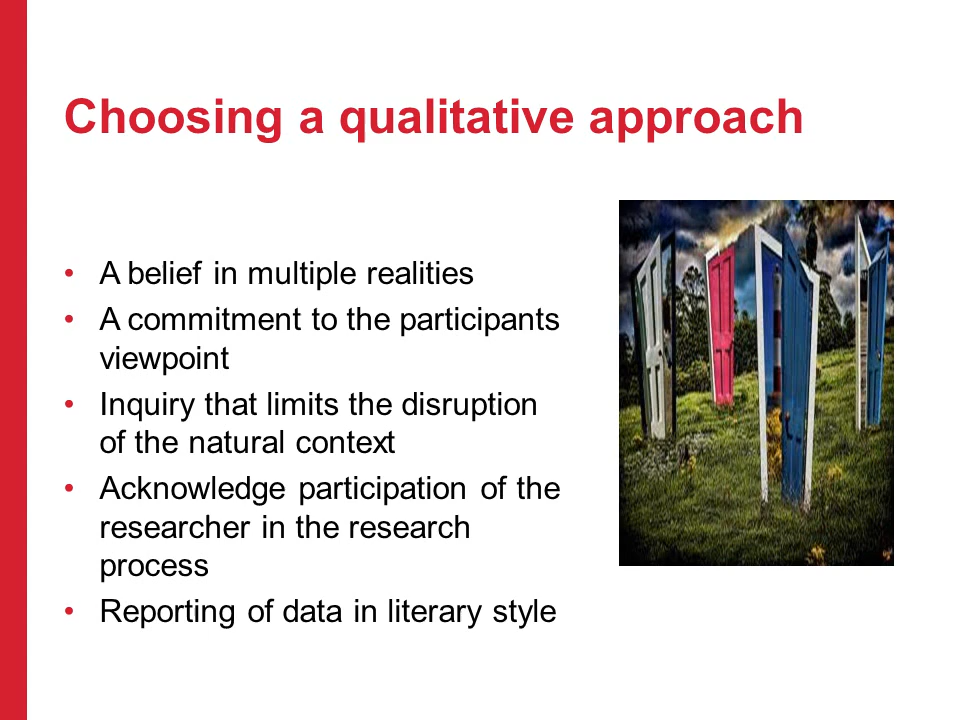 Choosing a qualitative approach
• A belief in multiple realities
• A commitment to the participants
viewpoint
• Inquiry that limits the disruption
of the natural context
• Acknowledge participation of the
researcher in the research
process
• Reporting of data in literary style